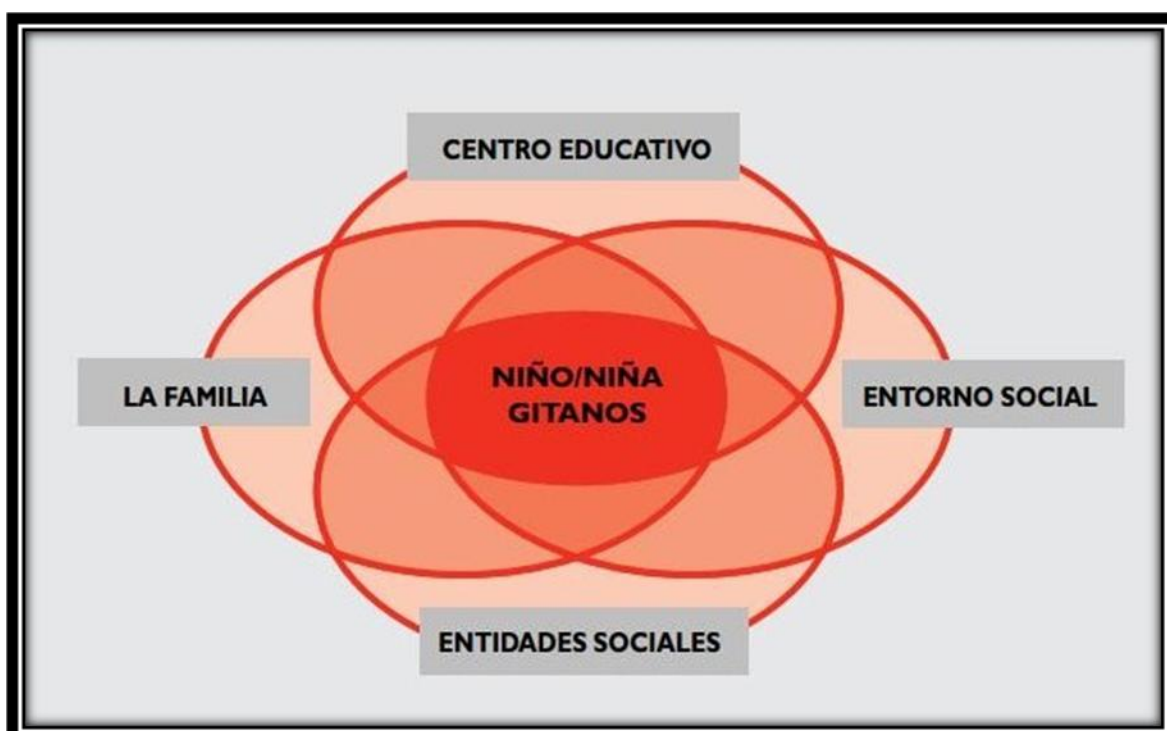 CENTRO EDUCATIVO
NIÑO/NIÑA
GITANOS
LA FAMILIA
ENTORNO SOCIAL
ENTIDADES SOCIALES